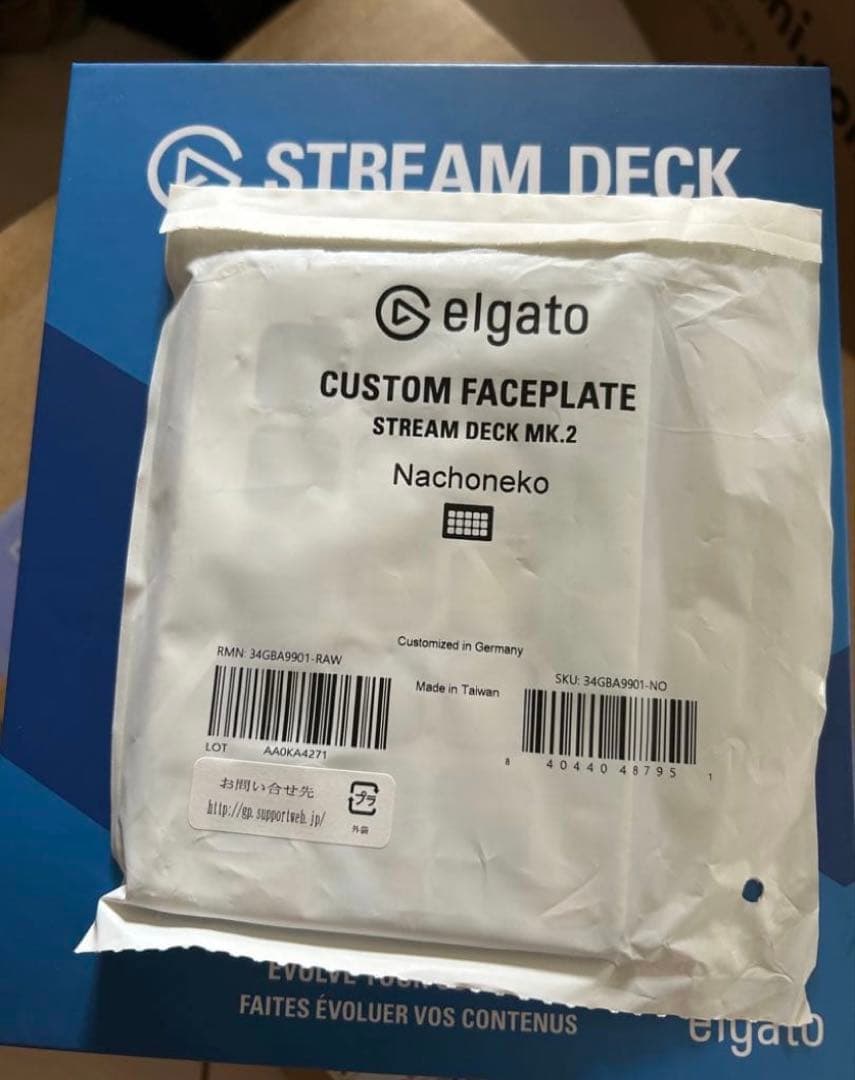 STREAM DECK
elgato
CUSTOM FACEPLATE
STREAM DECK MK.2
Nachoneko
Customized in Germany
Made in Taiwan
RMN: 34GBA9901-RAW
LOT AA0KA4271
SKU: 34GBA9901-NO
8 40440 48795 1
お問い合せ先
http://gp.supportweb.jp/
プラ
外袋
EVOLVE YOUR
FAITES ÉVOLUER VOS CONTENUS
elgato